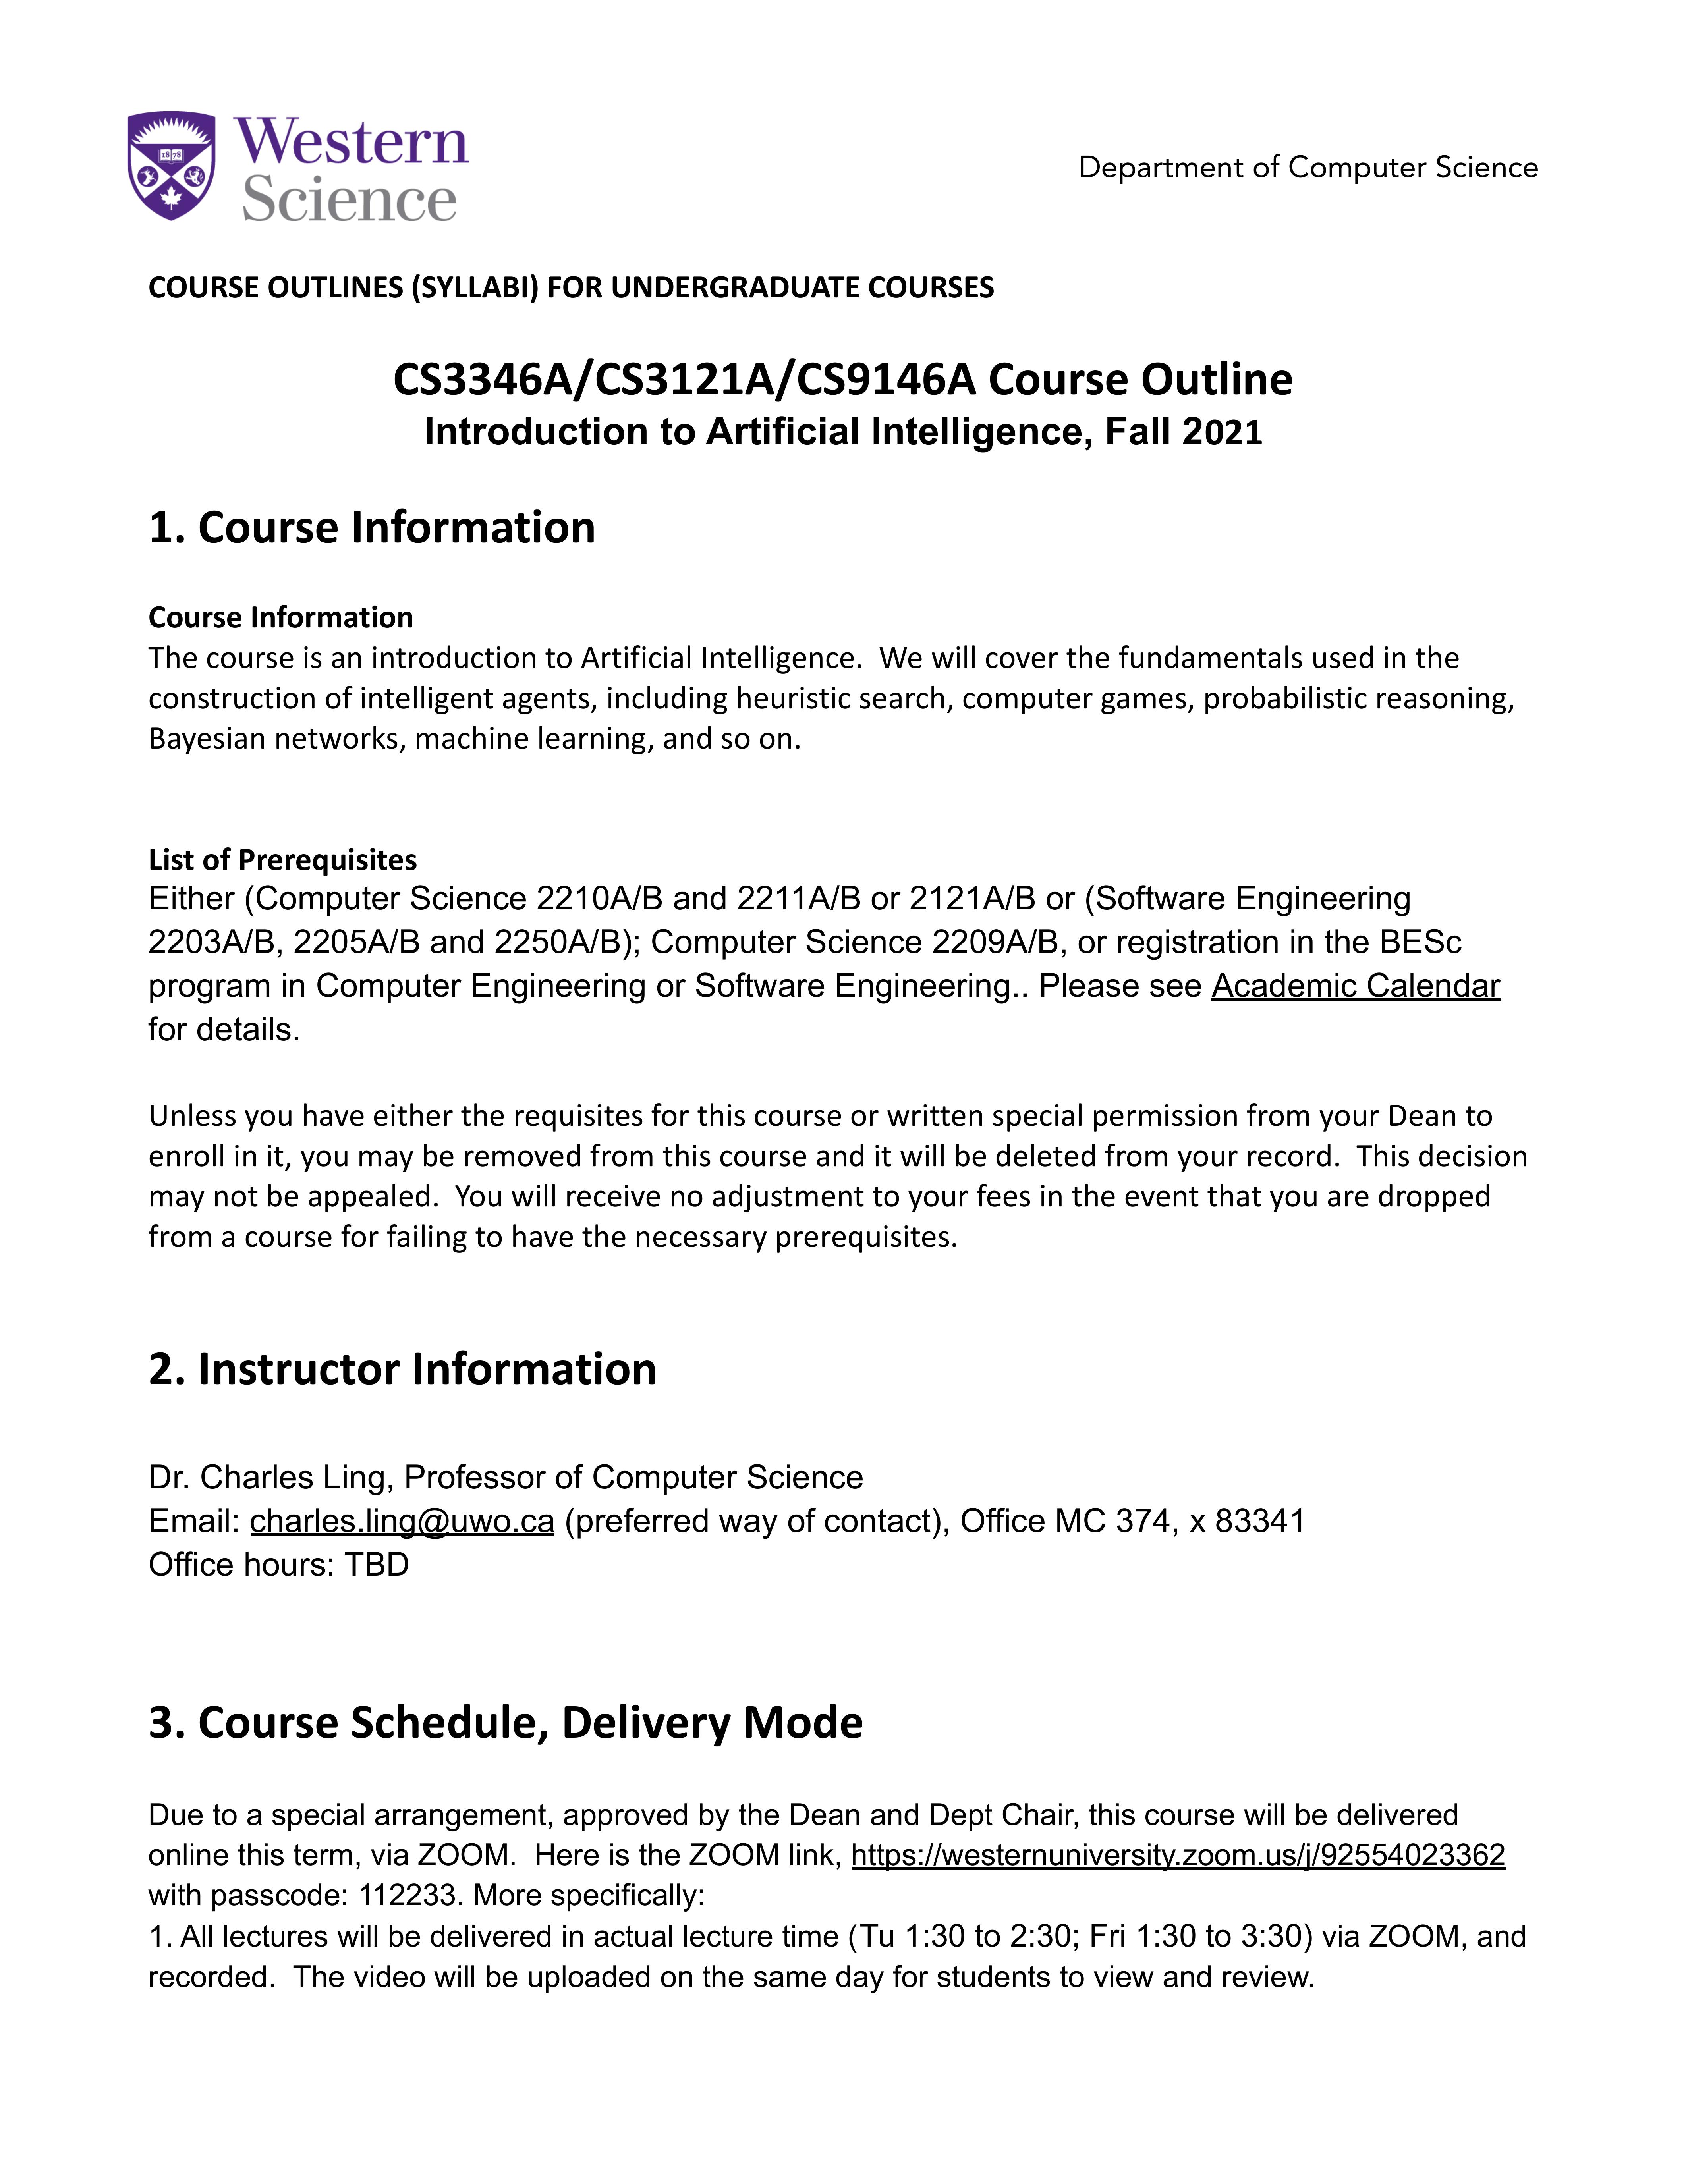 1878
Western
Science
Department of Computer Science
COURSE OUTLINES (SYLLABI) FOR UNDERGRADUATE COURSES
CS3346A/CS3121A/CS9146A Course Outline
Introduction to Artificial Intelligence, Fall 2021
1. Course Information
Course Information
The course is an introduction to Artificial Intelligence.  We will cover the fundamentals used in the
construction of intelligent agents, including heuristic search, computer games, probabilistic reasoning,
Bayesian networks, machine learning, and so on.
List of Prerequisites
Either (Computer Science 2210A/B and 2211A/B or 2121A/B or (Software Engineering
2203A/B, 2205A/B and 2250A/B); Computer Science 2209A/B, or registration in the BESc
program in Computer Engineering or Software Engineering.. Please see Academic Calendar
for details.
Unless you have either the requisites for this course or written special permission from your Dean to
enroll in it, you may be removed from this course and it will be deleted from your record.  This decision
may not be appealed.  You will receive no adjustment to your fees in the event that you are dropped
from a course for failing to have the necessary prerequisites.
2. Instructor Information
Dr. Charles Ling, Professor of Computer Science
Email: charles.ling@uwo.ca (preferred way of contact), Office MC 374, x 83341
Office hours: TBD
3. Course Schedule, Delivery Mode
Due to a special arrangement, approved by the Dean and Dept Chair, this course will be delivered
online this term, via ZOOM.  Here is the ZOOM link, https://westernuniversity.zoom.us/j/92554023362
with passcode: 112233. More specifically:
1. All lectures will be delivered in actual lecture time (Tu 1:30 to 2:30; Fri 1:30 to 3:30) via ZOOM, and
recorded.  The video will be uploaded on the same day for students to view and review.